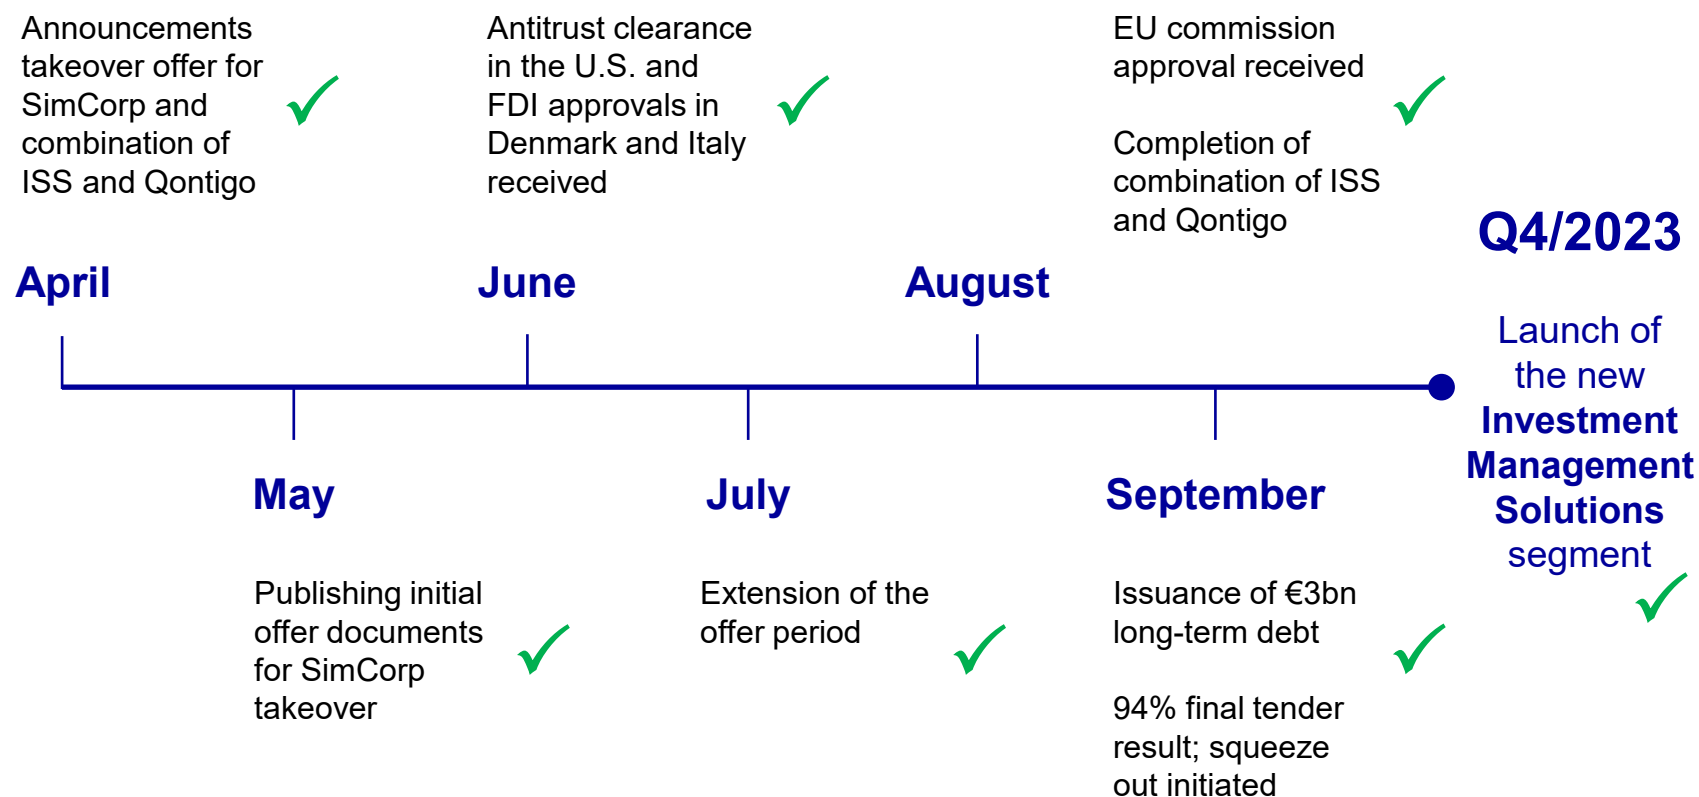 Announcements
takeover offer for
SimCorp and
combination of
ISS and Qontigo
Antitrust clearance
in the U.S. and
FDI approvals in
Denmark and Italy
received
EU commission
approval received
Completion of
combination of ISS
and Qontigo
April
June
August
Q4/2023
Launch of
the new
Investment
Management
Solutions
segment
May
July
September
Publishing initial
offer documents
for SimCorp
takeover
Extension of the
offer period
Issuance of €3bn
long-term debt
94% final tender
result; squeeze
out initiated